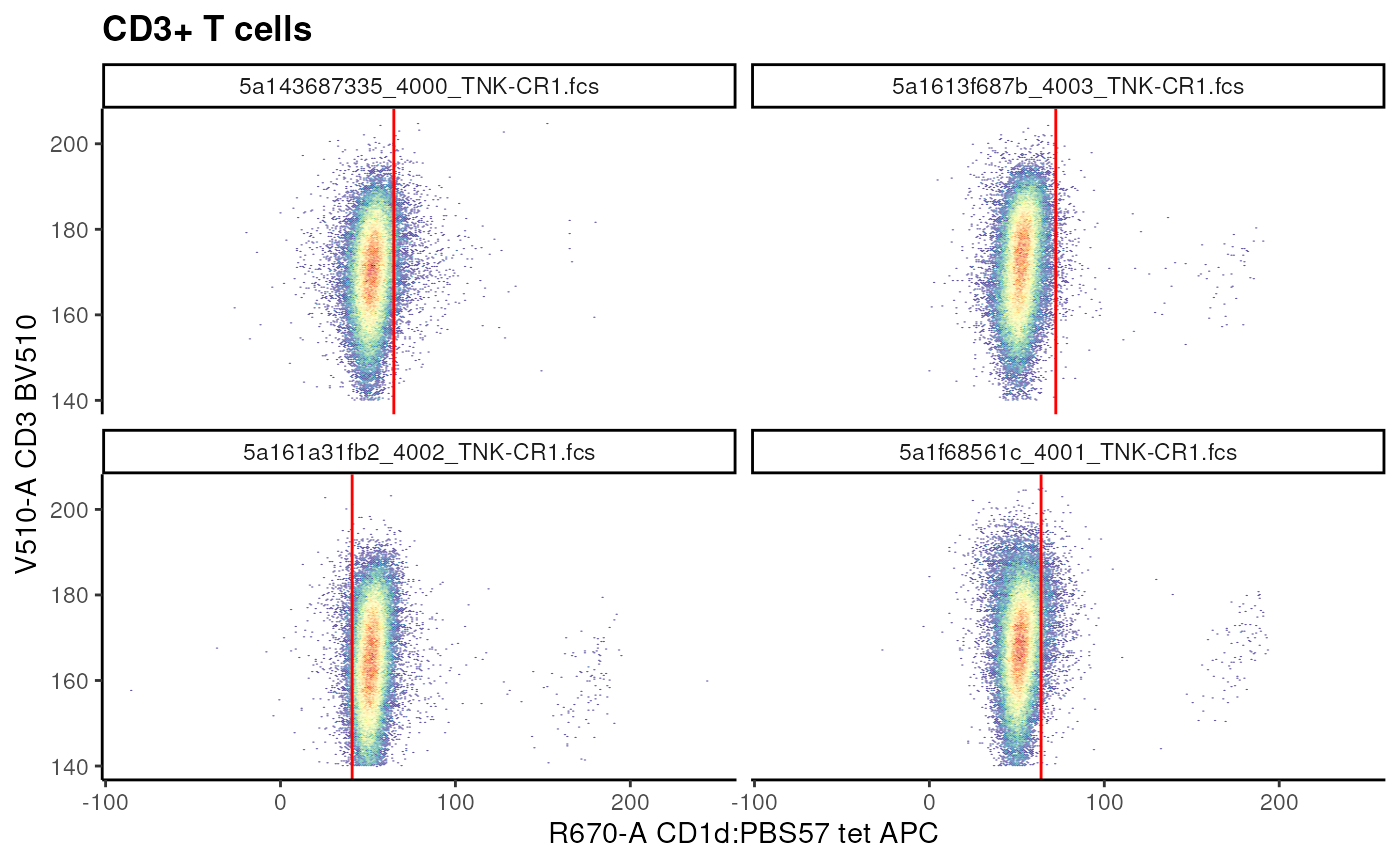 CD3+ T cells
5a143687335_4000_TNK-CR1.fcs
5a1613f687b_4003_TNK-CR1.fcs
200
180
160
140
5a161a31fb2_4002_TNK-CR1.fcs
5a1f68561c_4001_TNK-CR1.fcs
200
180
160
140
-100 0 100 200 -100 0 100 200
R670-A CD1d:PBS57 tet APC
V510-A CD3 BV510